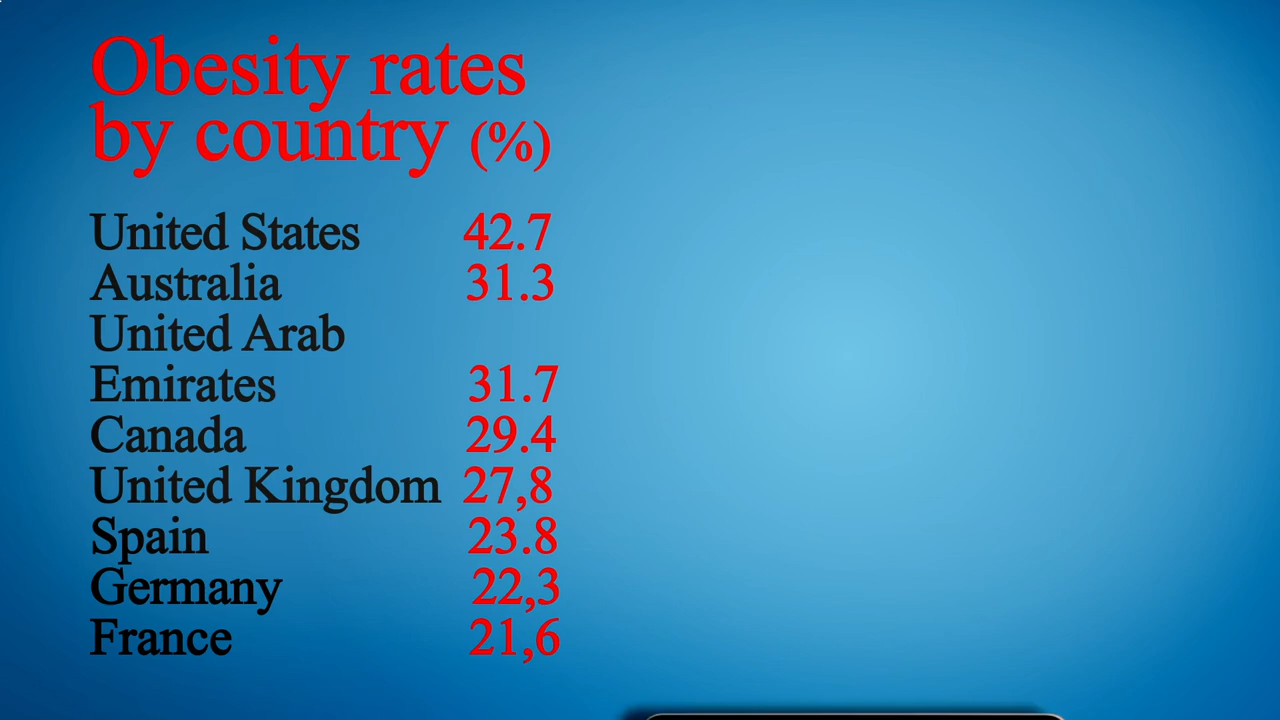 Obesity rates
by country (%)
United States 42.7
Australia 31.3
United Arab
Emirates 31.7
Canada 29.4
United Kingdom 27,8
Spain 23.8
Germany 22,3
France 21,6